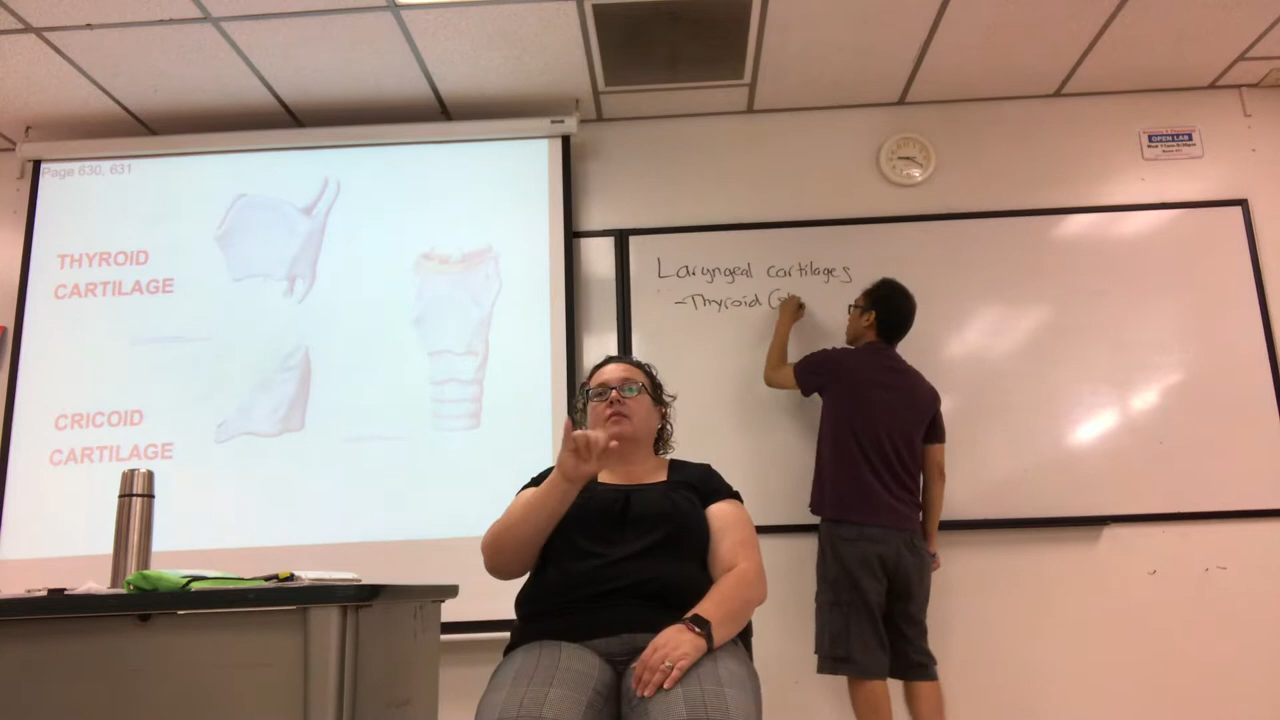 Page 630, 631
THYROID
CARTILAGE
CRICOID
CARTILAGE
Laryngeal cartilages
-Thyroid
OPEN LAB